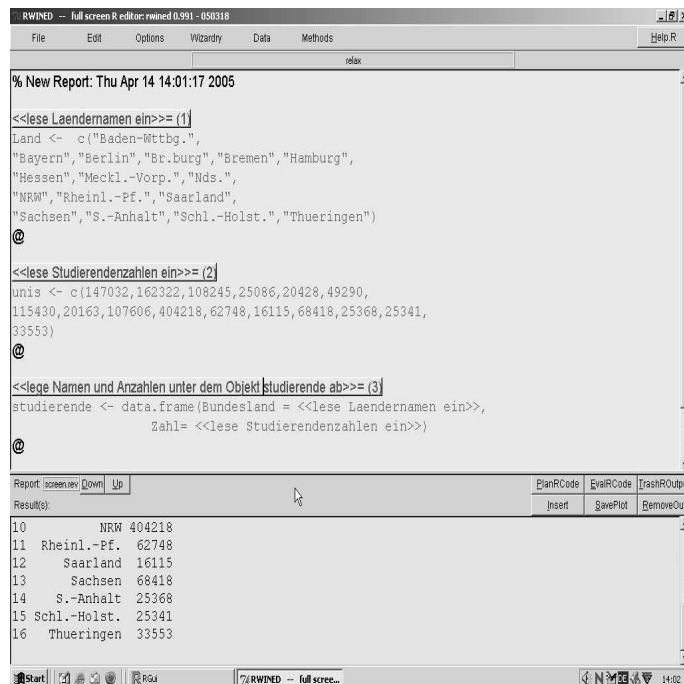 RWINED -- full screen R editor: rwined 0.991 - 050318
File Edit Options Wizardry Data Methods Help.R
relax
% New Report: Thu Apr 14 14:01:17 2005
<<lese Laendernamen ein>>= (1)
Land <- c("Baden-Wttbg.",
"Bayern","Berlin","Br.burg","Bremen","Hamburg",
"Hessen","Meckl.-Vorp.","Nds.",
"NRW","Rheinl.-Pf.","Saarland",
"Sachsen","S.-Anhalt","Schl.-Holst.","Thueringen")
@
<<lese Studierendenzahlen ein>>= (2)
unis <- c(147032,162322,108245,25086,20428,49290,
115430,20163,107606,404218,62748,16115,68418,25368,25341,
33553)
@
<<lege Namen und Anzahlen unter dem Objekt studierende ab>>= (3)
studierende <- data.frame(Bundesland = <<lese Laendernamen ein>>,
Zahl= <<lese Studierendenzahlen ein>>)
@
Report: screen.rev Down Up PlanRCode EvalRCode TrashROutp
Result(s): Insert SavePlot RemoveOu
10 NRW 404218
11 Rheinl.-Pf. 62748
12 Saarland 16115
13 Sachsen 68418
14 S.-Anhalt 25368
15 Schl.-Holst. 25341
16 Thueringen 33553
Start RGui RWINED -- full scree... DE 14:02